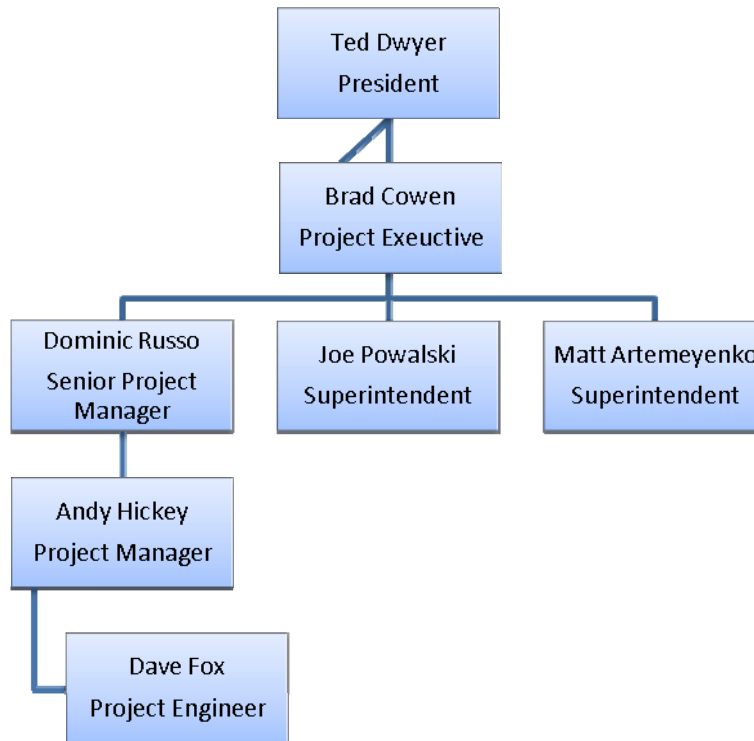 Ted Dwyer
President
Brad Cowen
Project Exeuctive
Dominic Russo
Senior Project
Manager
Joe Powalski
Superintendent
Matt Artemeyenko
Superintendent
Andy Hickey
Project Manager
Dave Fox
Project Engineer